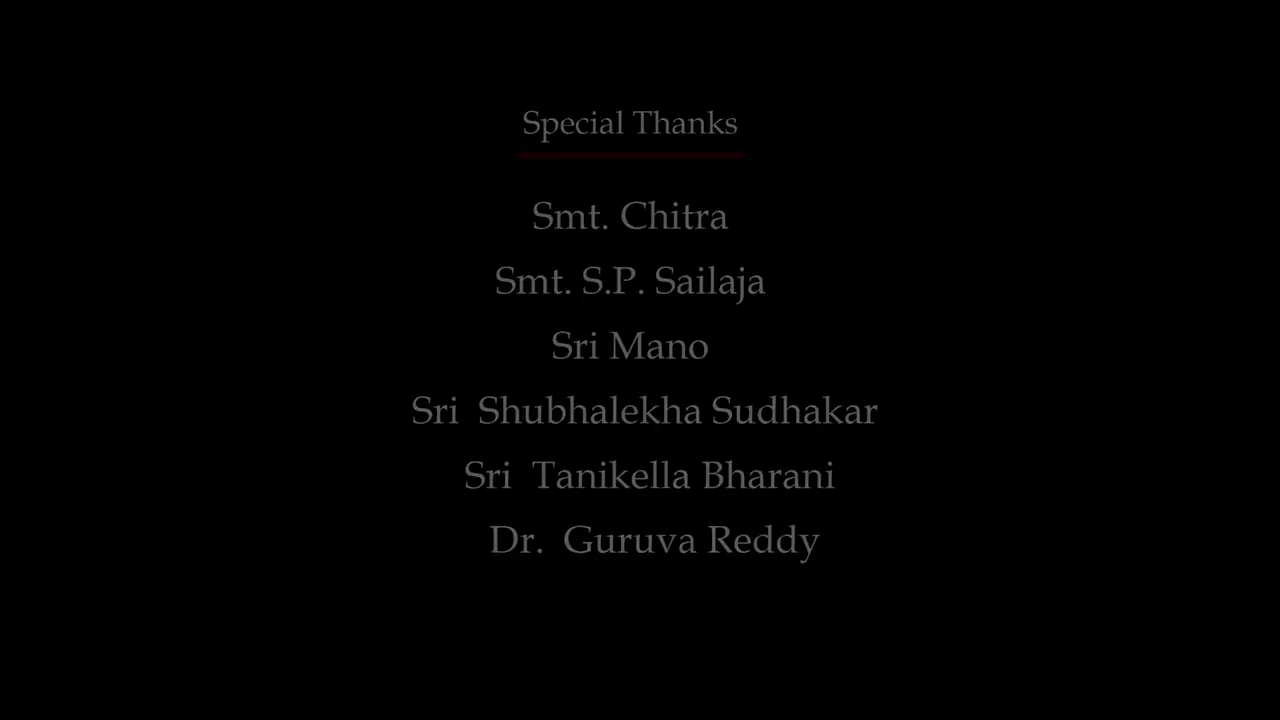 Special Thanks
Smt. Chitra
Smt. S.P. Sailaja
Sri Mano
Sri  Shubhalekha Sudhakar
Sri  Tanikella Bharani
Dr.  Guruva Reddy